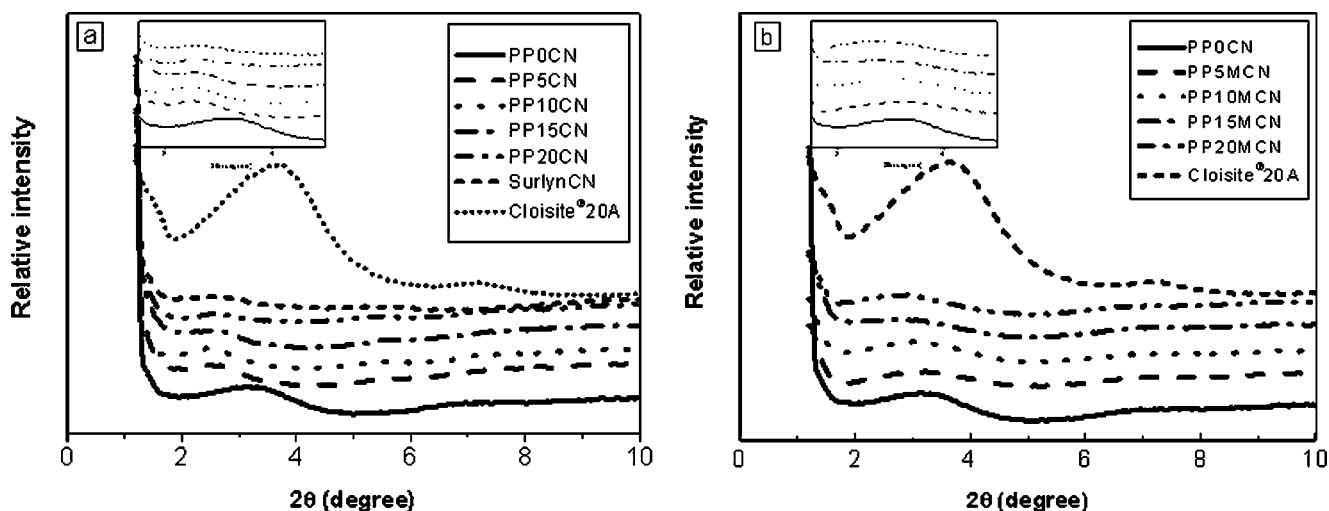 a
PP0CN
PP5CN
PP10CN
PP15CN
PP20CN
SurlynCN
Cloisite®20A
Relative intensity
0 2 4 6 8 10
2θ (degree)
b
PP0CN
PP5MCN
PP10MCN
PP15MCN
PP20MCN
Cloisite®20A
Relative intensity
0 2 4 6 8 10
2θ (degree)